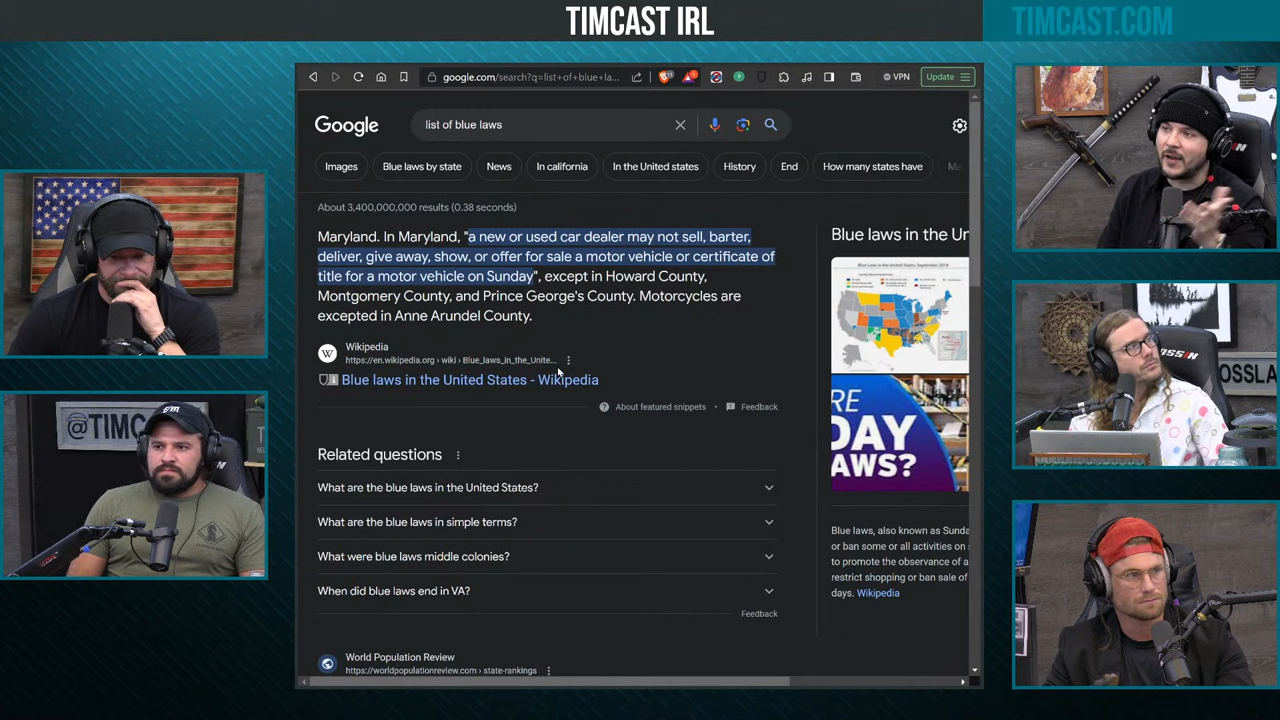 TIMCAST IRL
TIMCAST.COM
google.com/search?q=list+of+blue+la...
VPN
Update
Google
list of blue laws
Images
Blue laws by state
News
In california
In the United states
History
End
How many states have
About 3,400,000,000 results (0.38 seconds)
Maryland. In Maryland, "a new or used car dealer may not sell, barter,
deliver, give away, show, or offer for sale a motor vehicle or certificate of
title for a motor vehicle on Sunday", except in Howard County,
Montgomery County, and Prince George's County. Motorcycles are
excepted in Anne Arundel County.
W
Wikipedia
https://en.wikipedia.org › wiki › Blue_laws_in_the_Unite...
Blue laws in the United States - Wikipedia
About featured snippets
Feedback
Related questions
What are the blue laws in the United States?
What are the blue laws in simple terms?
What were blue laws middle colonies?
When did blue laws end in VA?
Feedback
World Population Review
https://worldpopulationreview.com › state-rankings
Blue laws in the Ur
Blue Laws in the United States, September 2018
RE
DAY
AWS?
Blue laws, also known as Sunda
or ban some or all activities on
to promote the observance of a
restrict shopping or ban sale of
days. Wikipedia
@TIMC
OSSLA